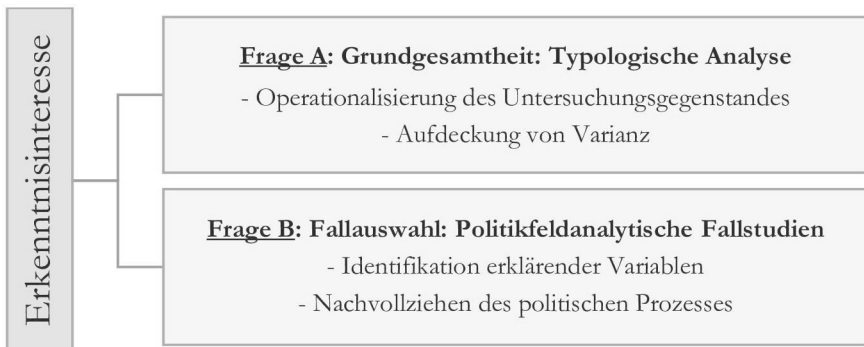 Erkenntnisinteresse
Frage A: Grundgesamtheit: Typologische Analyse
- Operationalisierung des Untersuchungsgegenstandes
- Aufdeckung von Varianz
Frage B: Fallauswahl: Politikfeldanalytische Fallstudien
- Identifikation erklärender Variablen
- Nachvollziehen des politischen Prozesses